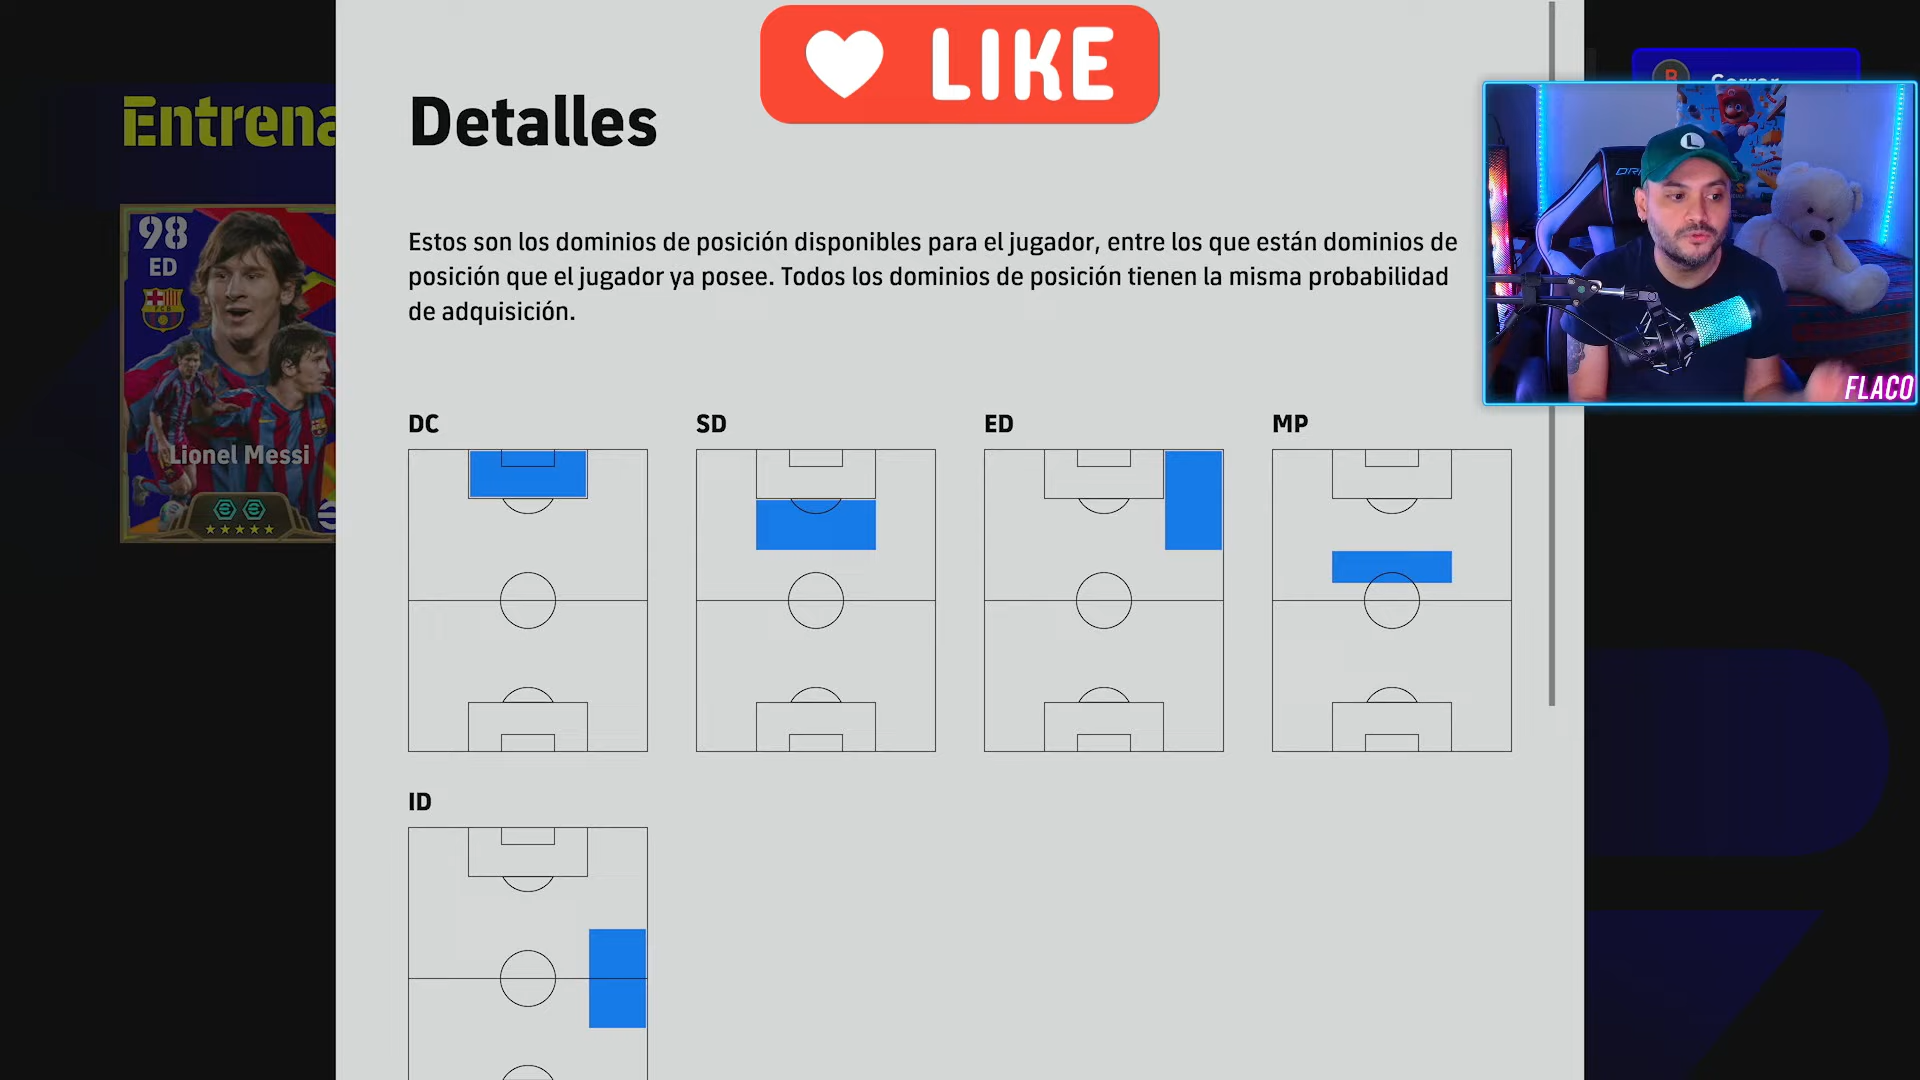 LIKE
Entrena
Detalles
98
ED
Lionel Messi
Estos son los dominios de posición disponibles para el jugador, entre los que están dominios de
posición que el jugador ya posee. Todos los dominios de posición tienen la misma probabilidad
de adquisición.
DC
SD
ED
MP
ID
B Cerrar
L
FLACO